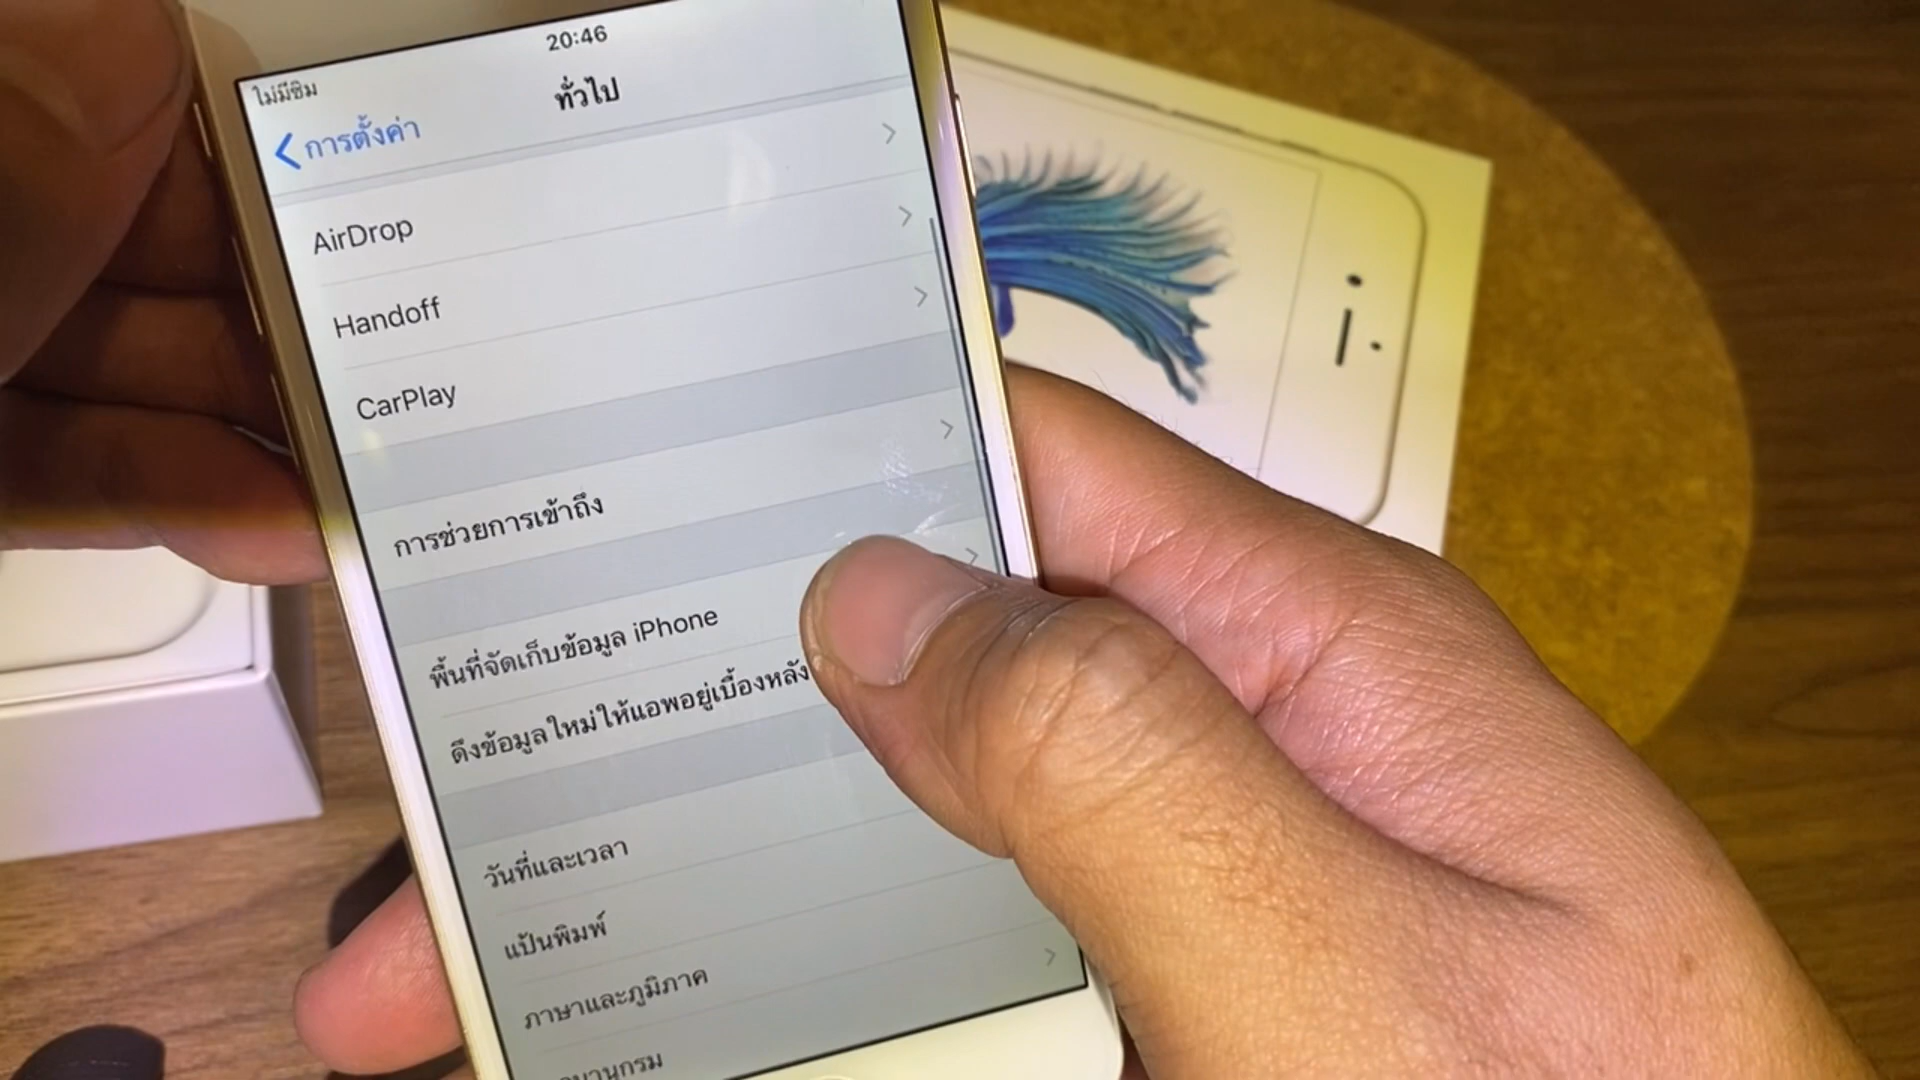 20:46
ไม่มีซิม
ทั่วไป
การตั้งค่า
AirDrop
Handoff
CarPlay
การช่วยการเข้าถึง
พื้นที่จัดเก็บข้อมูล iPhone
ดึงข้อมูลใหม่ให้แอพอยู่เบื้องหลัง
วันที่และเวลา
แป้นพิมพ์
ภาษาและภูมิภาค